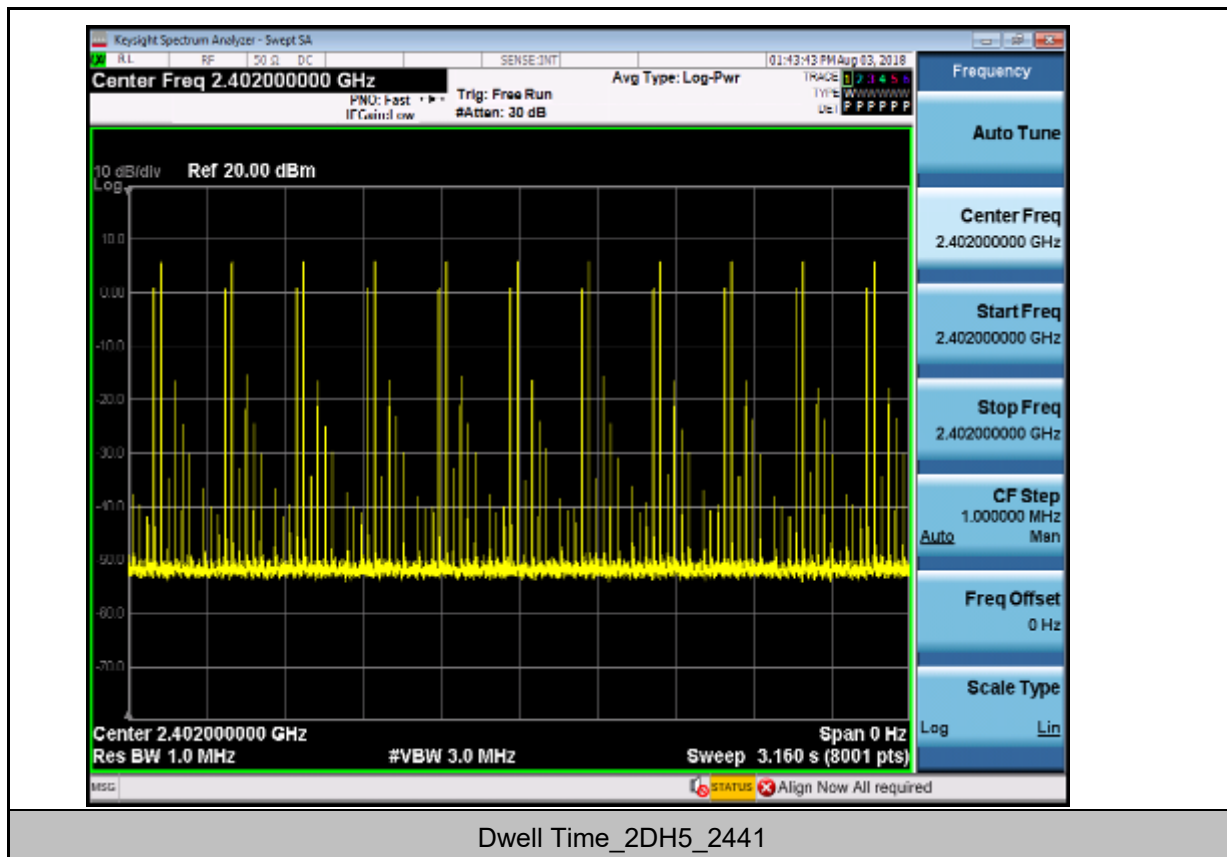 Keysight Spectrum Analyzer - Swept SA
RL RF 50 Ω DC SENSE:INT 01:43:43 PM Aug 03, 2018
Center Freq 2.402000000 GHz Avg Type: Log-Pwr TRACE 1 2 3 4 5 6
PNO: Fast Trig: Free Run TYPE WWWWWW
IFGain:Low #Atten: 30 dB DET P P P P P P
10 dB/div Ref 20.00 dBm
Log
10.0
0.00
-10.0
-20.0
-30.0
-40.0
-50.0
-60.0
-70.0
Center 2.402000000 GHz Span 0 Hz
Res BW 1.0 MHz #VBW 3.0 MHz Sweep 3.160 s (8001 pts)
MSG STATUS Align Now All required
Frequency
Auto Tune
Center Freq
2.402000000 GHz
Start Freq
2.402000000 GHz
Stop Freq
2.402000000 GHz
CF Step
1.000000 MHz
Auto Man
Freq Offset
0 Hz
Scale Type
Log Lin
Dwell Time_2DH5_2441